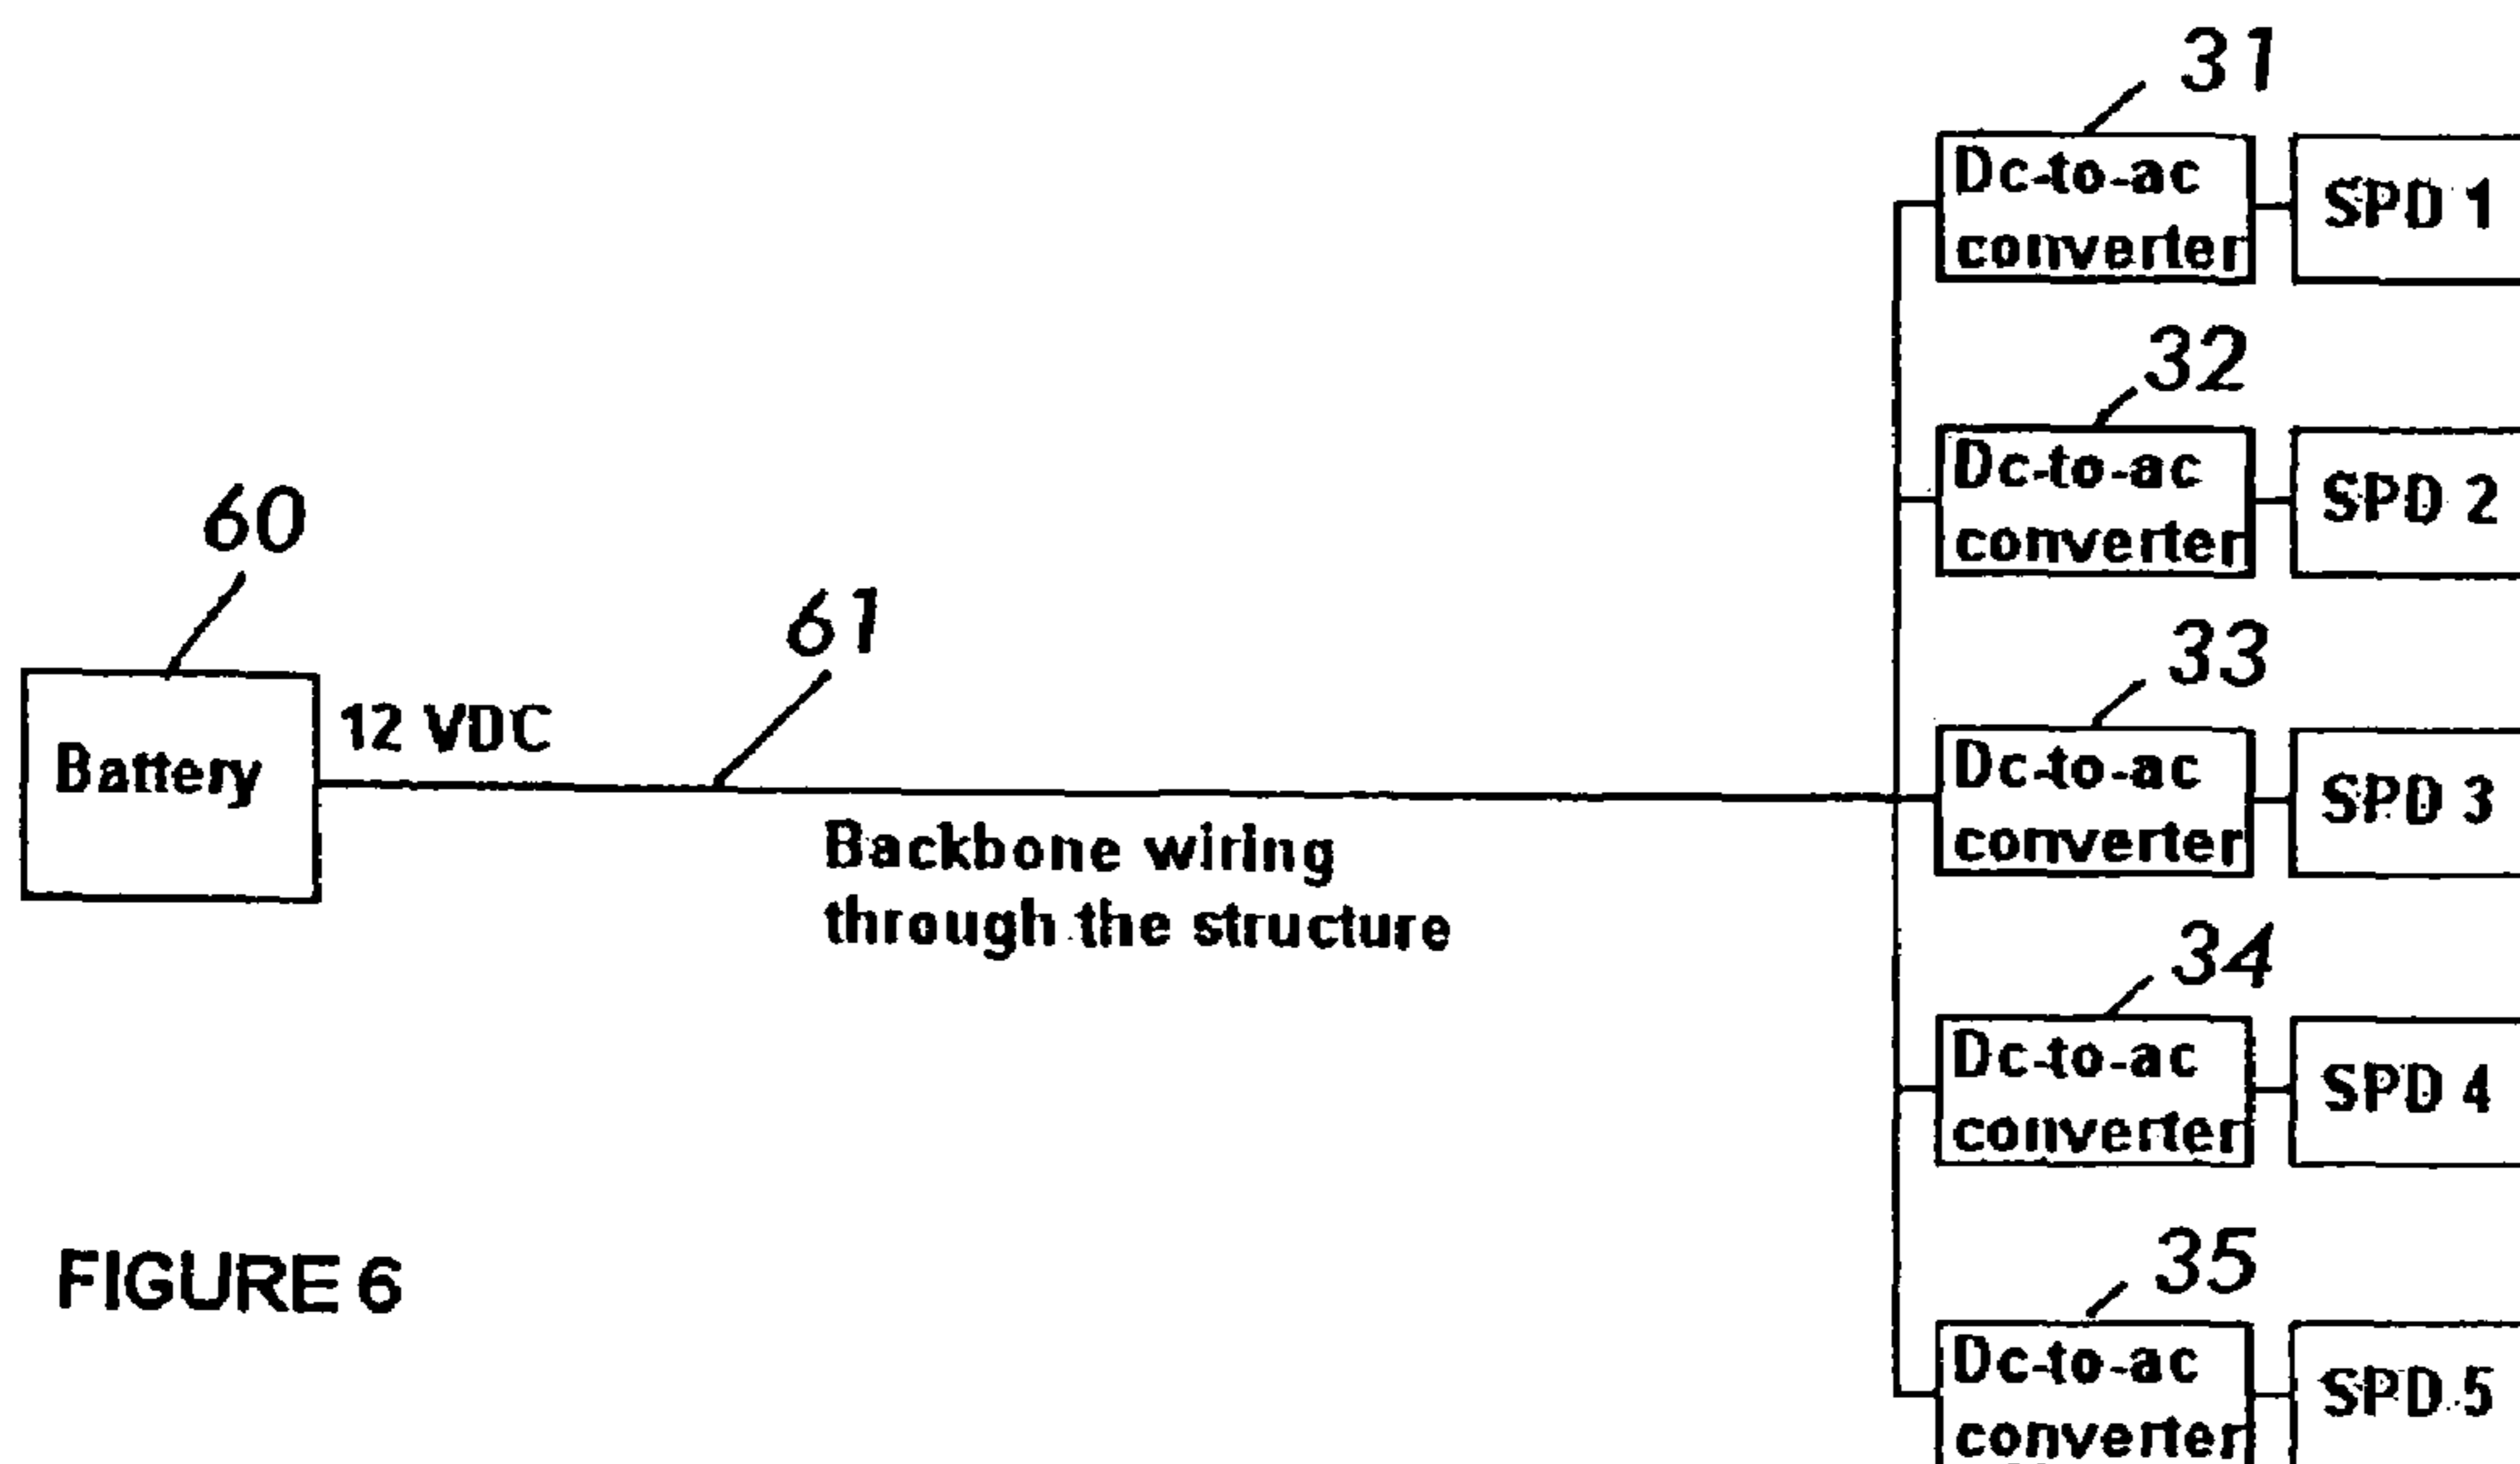 31
Dc-to-ac
converter
SPD 1
32
Dc-to-ac
converter
SPD 2
60
61
33
12 VDC
Battery
Dc-to-ac
converter
SPD 3
Backbone wiring
through the structure
34
Dc-to-ac
converter
SPD 4
35
FIGURE 6
Dc-to-ac
converter
SPD 5